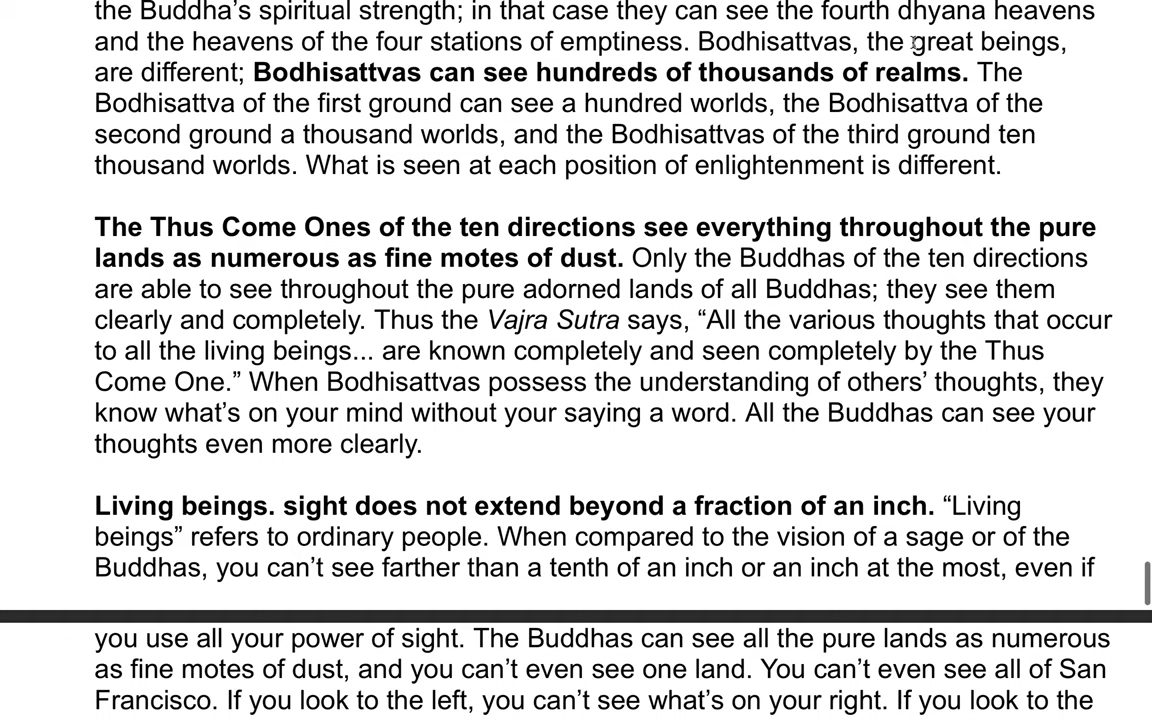 the Buddha’s spiritual strength; in that case they can see the fourth dhyana heavens
and the heavens of the four stations of emptiness. Bodhisattvas, the great beings,
are different; Bodhisattvas can see hundreds of thousands of realms. The
Bodhisattva of the first ground can see a hundred worlds, the Bodhisattva of the
second ground a thousand worlds, and the Bodhisattvas of the third ground ten
thousand worlds. What is seen at each position of enlightenment is different.
The Thus Come Ones of the ten directions see everything throughout the pure
lands as numerous as fine motes of dust. Only the Buddhas of the ten directions
are able to see throughout the pure adorned lands of all Buddhas; they see them
clearly and completely. Thus the Vajra Sutra says, “All the various thoughts that occur
to all the living beings... are known completely and seen completely by the Thus
Come One.” When Bodhisattvas possess the understanding of others’ thoughts, they
know what’s on your mind without your saying a word. All the Buddhas can see your
thoughts even more clearly.
Living beings. sight does not extend beyond a fraction of an inch. “Living
beings” refers to ordinary people. When compared to the vision of a sage or of the
Buddhas, you can’t see farther than a tenth of an inch or an inch at the most, even if
you use all your power of sight. The Buddhas can see all the pure lands as numerous
as fine motes of dust, and you can’t even see one land. You can’t even see all of San
Francisco. If you look to the left, you can’t see what’s on your right. If you look to the